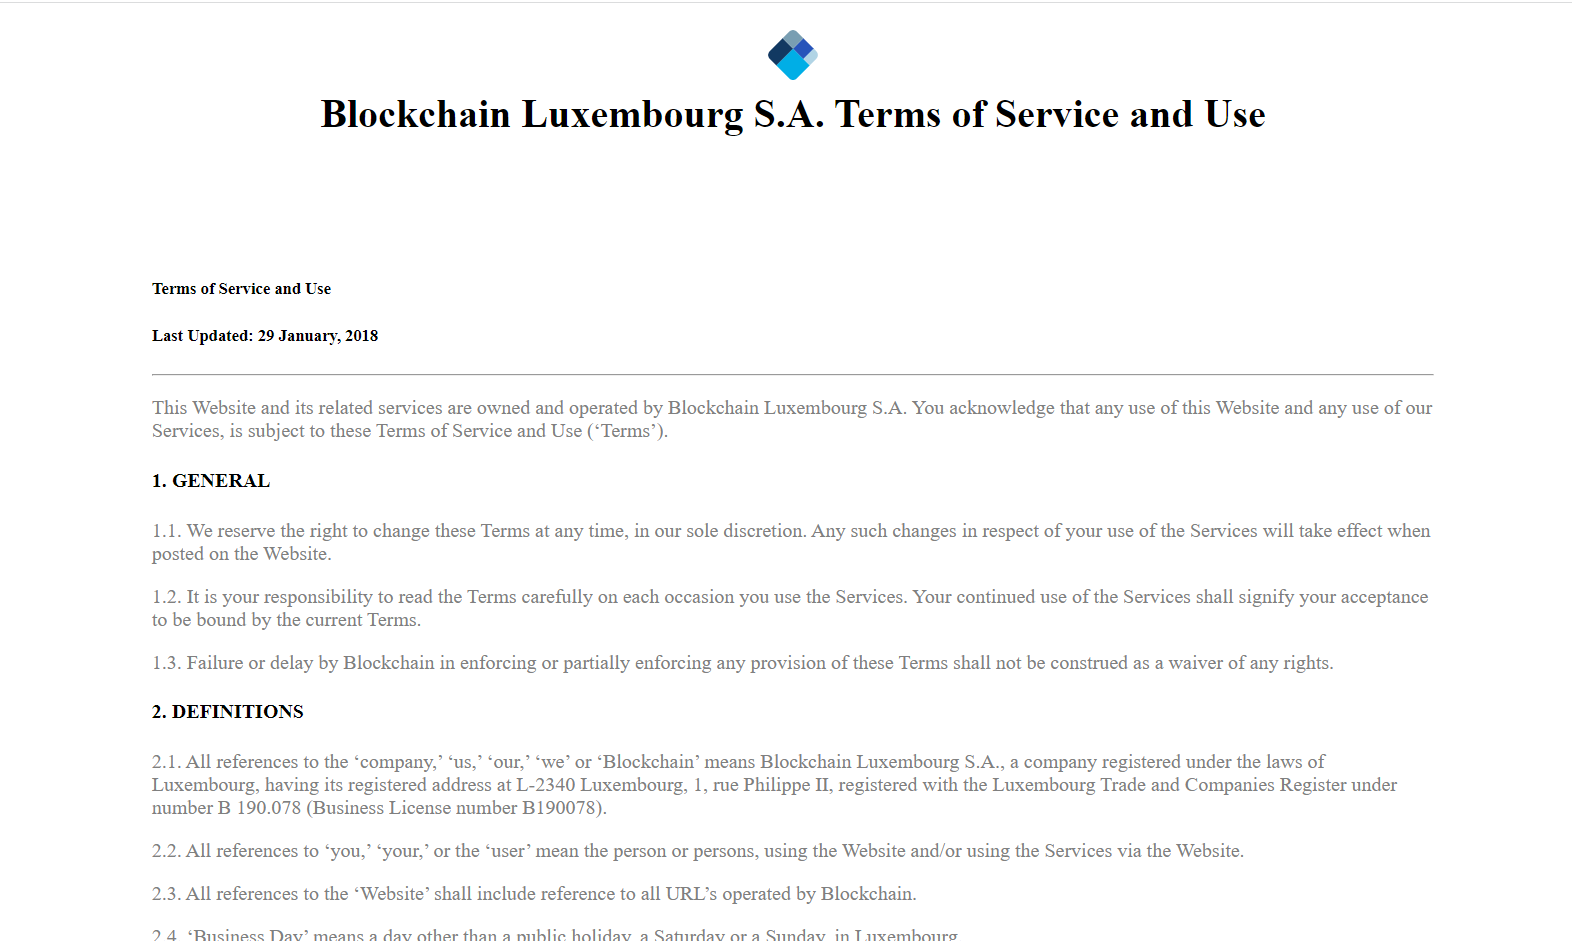 Blockchain Luxembourg S.A. Terms of Service and Use
Terms of Service and Use
Last Updated: 29 January, 2018
This Website and its related services are owned and operated by Blockchain Luxembourg S.A. You acknowledge that any use of this Website and any use of our
Services, is subject to these Terms of Service and Use (‘Terms’).
1. GENERAL
1.1. We reserve the right to change these Terms at any time, in our sole discretion. Any such changes in respect of your use of the Services will take effect when
posted on the Website.
1.2. It is your responsibility to read the Terms carefully on each occasion you use the Services. Your continued use of the Services shall signify your acceptance
to be bound by the current Terms.
1.3. Failure or delay by Blockchain in enforcing or partially enforcing any provision of these Terms shall not be construed as a waiver of any rights.
2. DEFINITIONS
2.1. All references to the ‘company,’ ‘us,’ ‘our,’ ‘we’ or ‘Blockchain’ means Blockchain Luxembourg S.A., a company registered under the laws of
Luxembourg, having its registered address at L-2340 Luxembourg, 1, rue Philippe II, registered with the Luxembourg Trade and Companies Register under
number B 190.078 (Business License number B190078).
2.2. All references to ‘you,’ ‘your,’ or the ‘user’ mean the person or persons, using the Website and/or using the Services via the Website.
2.3. All references to the ‘Website’ shall include reference to all URL’s operated by Blockchain.
2.4. ‘Business Day’ means a day other than a public holiday, a Saturday or a Sunday, in Luxembourg